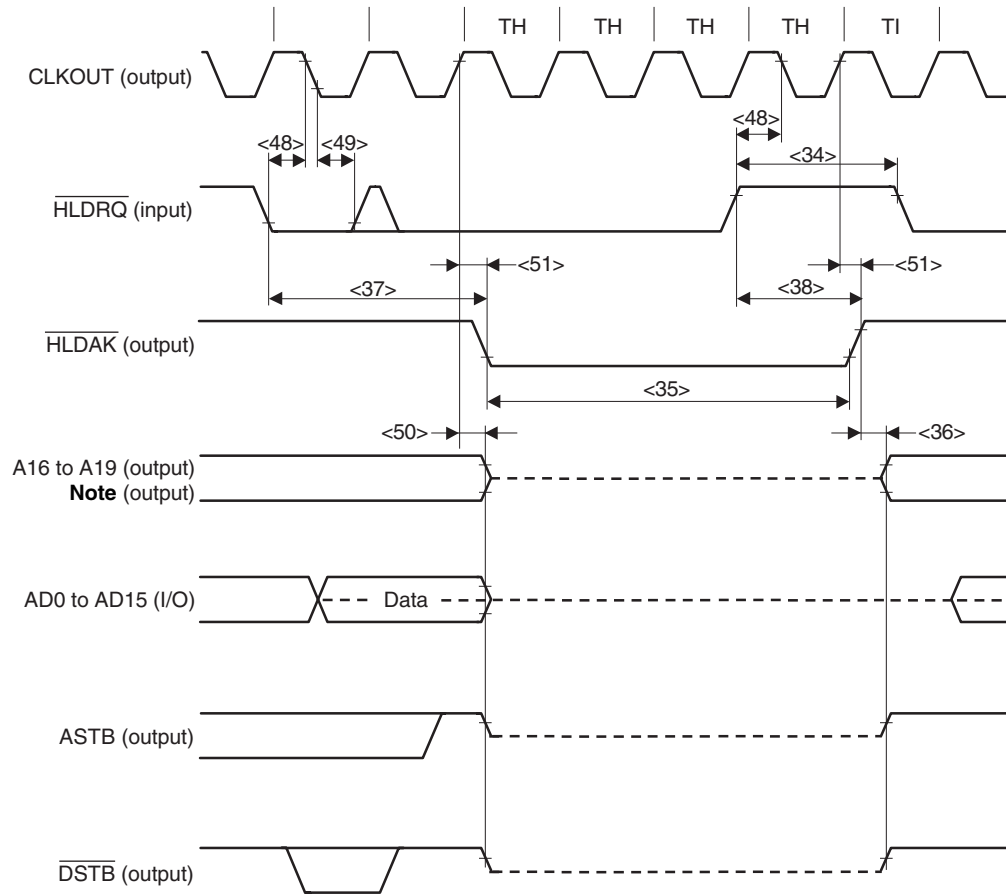 TH TH TH TH TI
CLKOUT (output)
<48> <49> <48>
<34>
HLDRQ (input)
<51> <51>
<37> <38>
HLDAK (output)
<35>
<50> <36>
A16 to A19 (output)
Note (output)
AD0 to AD15 (I/O) Data
ASTB (output)
DSTB (output)